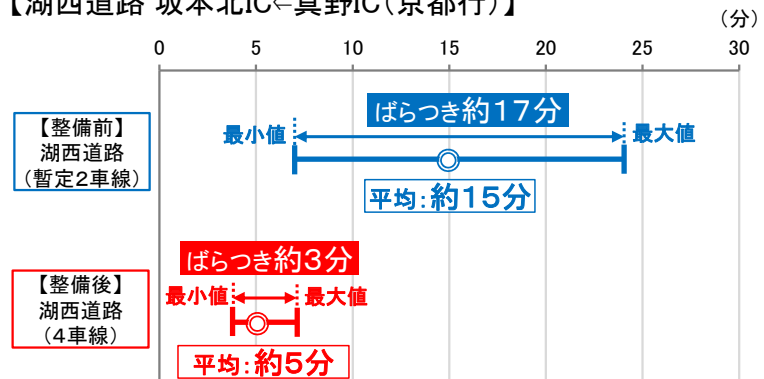 【湖西道路 坂本北IC←真野IC(京都行)】
(分)
0 5 10 15 20 25 30
【整備前】
湖西道路
(暫定2車線)
ばらつき約17分
最小値
最大値
平均:約15分
【整備後】
湖西道路
(4車線)
ばらつき約3分
最小値
最大値
平均:約5分